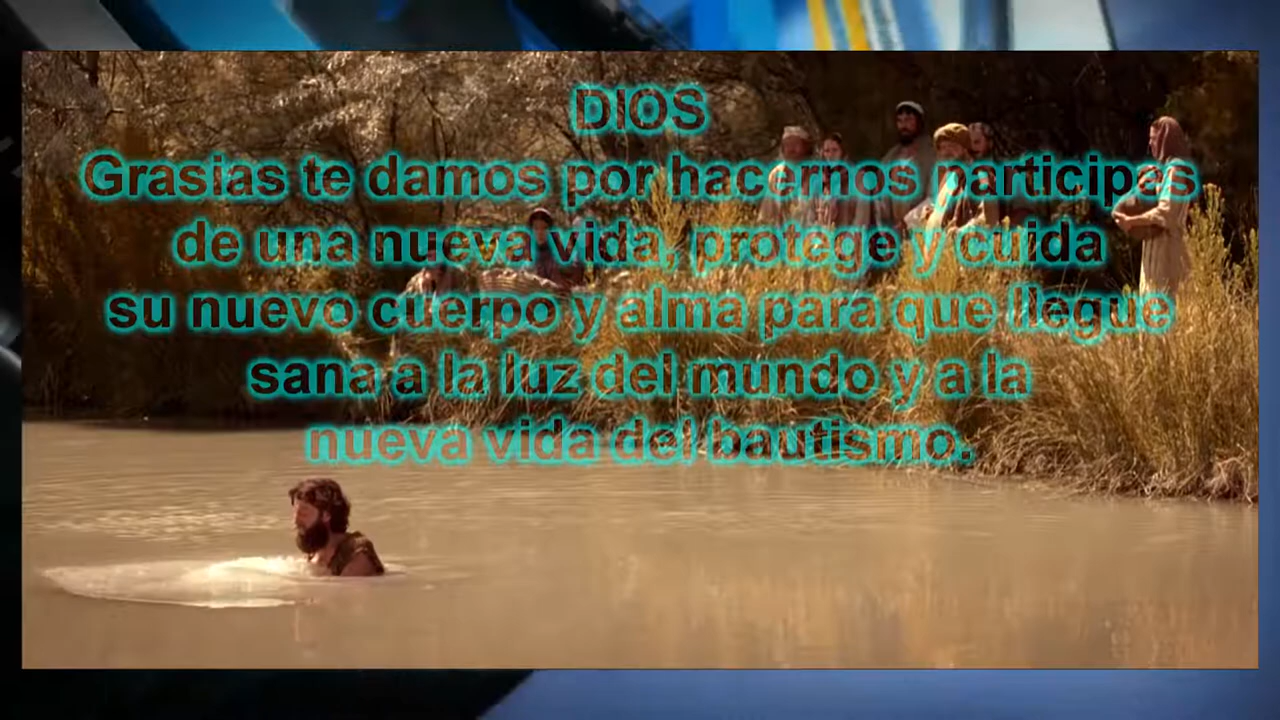 DIOS
Grasias te damos por hacernos participes
de una nueva vida, protege y cuida
su nuevo cuerpo y alma para que llegue
sana a la luz del mundo y a la
nueva vida del bautismo.